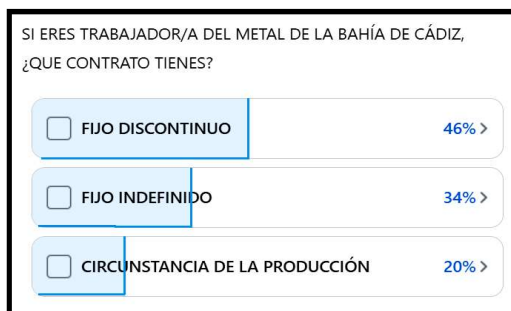 SI ERES TRABAJADOR/A DEL METAL DE LA BAHÍA DE CÁDIZ,
¿QUE CONTRATO TIENES?
FIJO DISCONTINUO 46% >
FIJO INDEFINIDO 34% >
CIRCUNSTANCIA DE LA PRODUCCIÓN 20% >